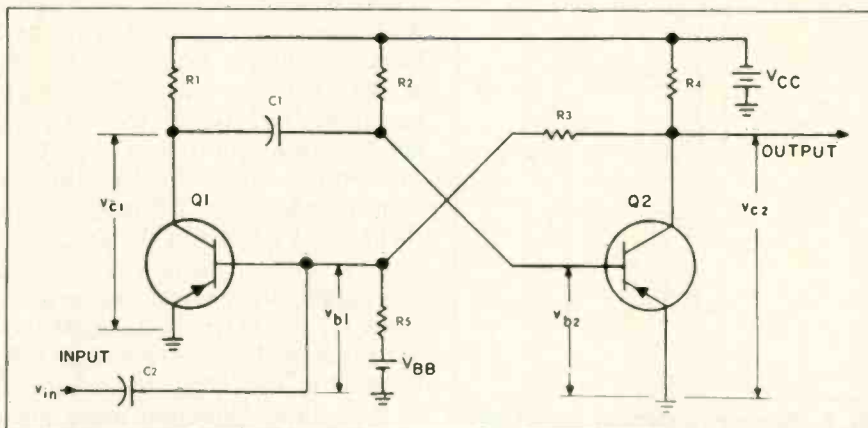 R1
R2
R4
VCC
C1
R3
OUTPUT
Q1
Q2
vc1
vc2
vb1
R5
vb2
INPUT
VBB
vin
C2